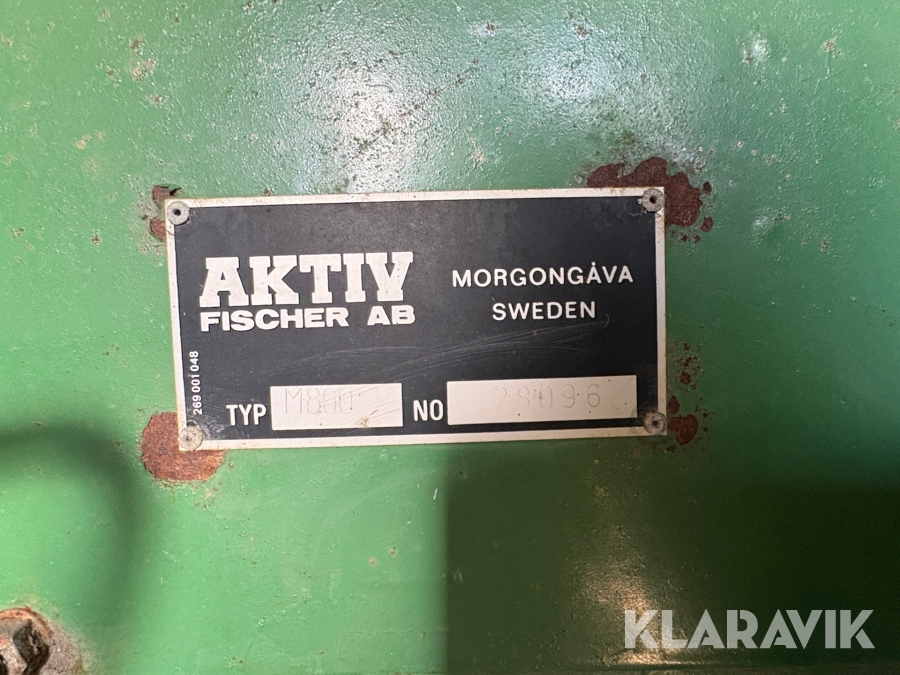 AKTIV
FISCHER AB
MORGONGÅVA
SWEDEN
269 001 048
TYP M800 NO 28096
KLARAVIK